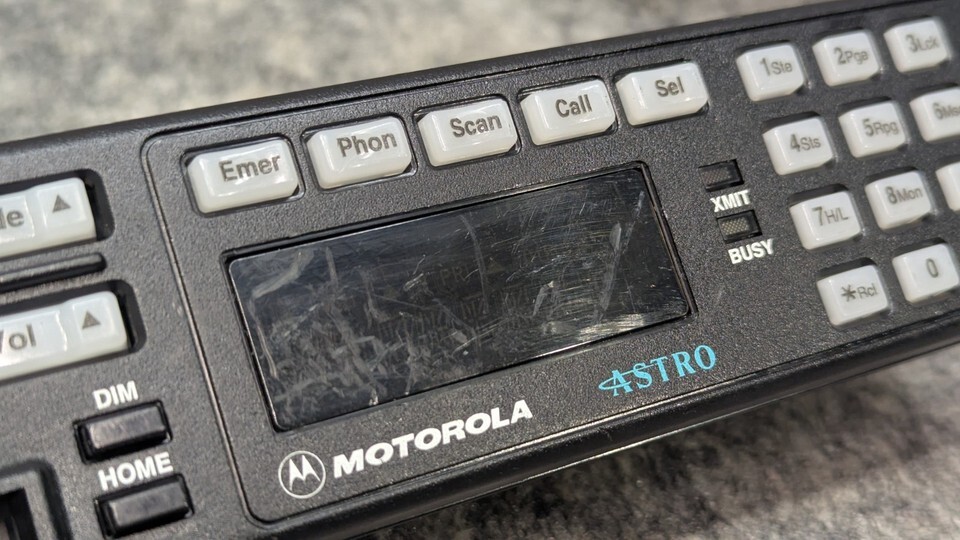 Emer Phon Scan Call Sel
1Ste 2Pge 3Lck
4Sts 5Rpg
7H/L 8Mon
*Rcl 0
XMIT
BUSY
Vol
DIM
HOME
MOTOROLA
ASTRO